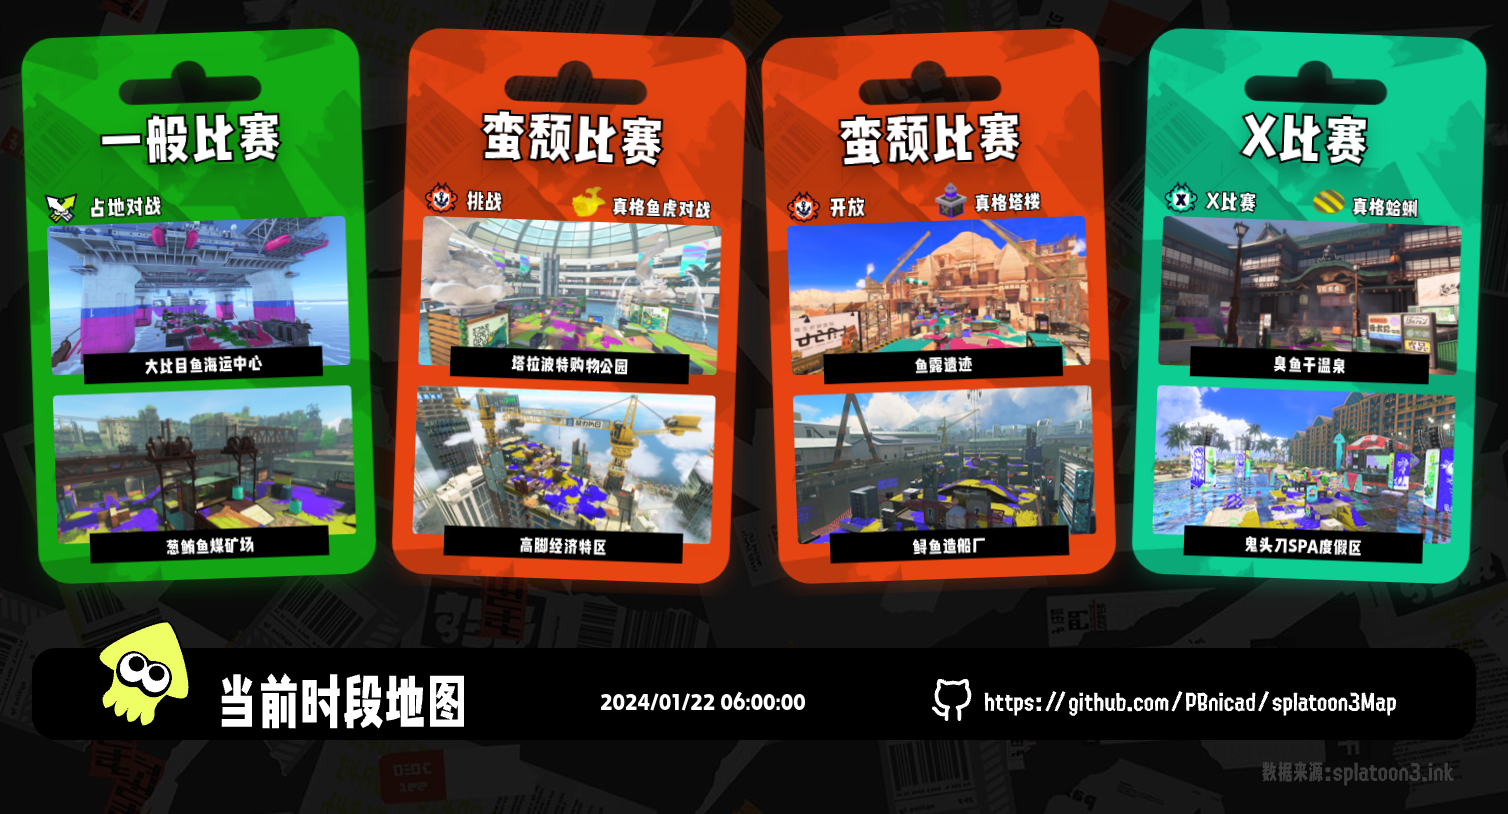 一般比赛
占地对战
大比目鱼海运中心
葱鲔鱼煤矿场
蛮颓比赛
挑战
真格鱼虎对战
塔拉波特购物公园
高脚经济特区
蛮颓比赛
开放
真格塔楼
鱼露遗迹
鲟鱼造船厂
X比赛
X比赛
真格蛤蜊
臭鱼干温泉
鬼头刀SPA度假区
当前时段地图
2024/01/22 06:00:00
https://github.com/PBnicad/splatoon3Map
数据来源:splatoon3.ink